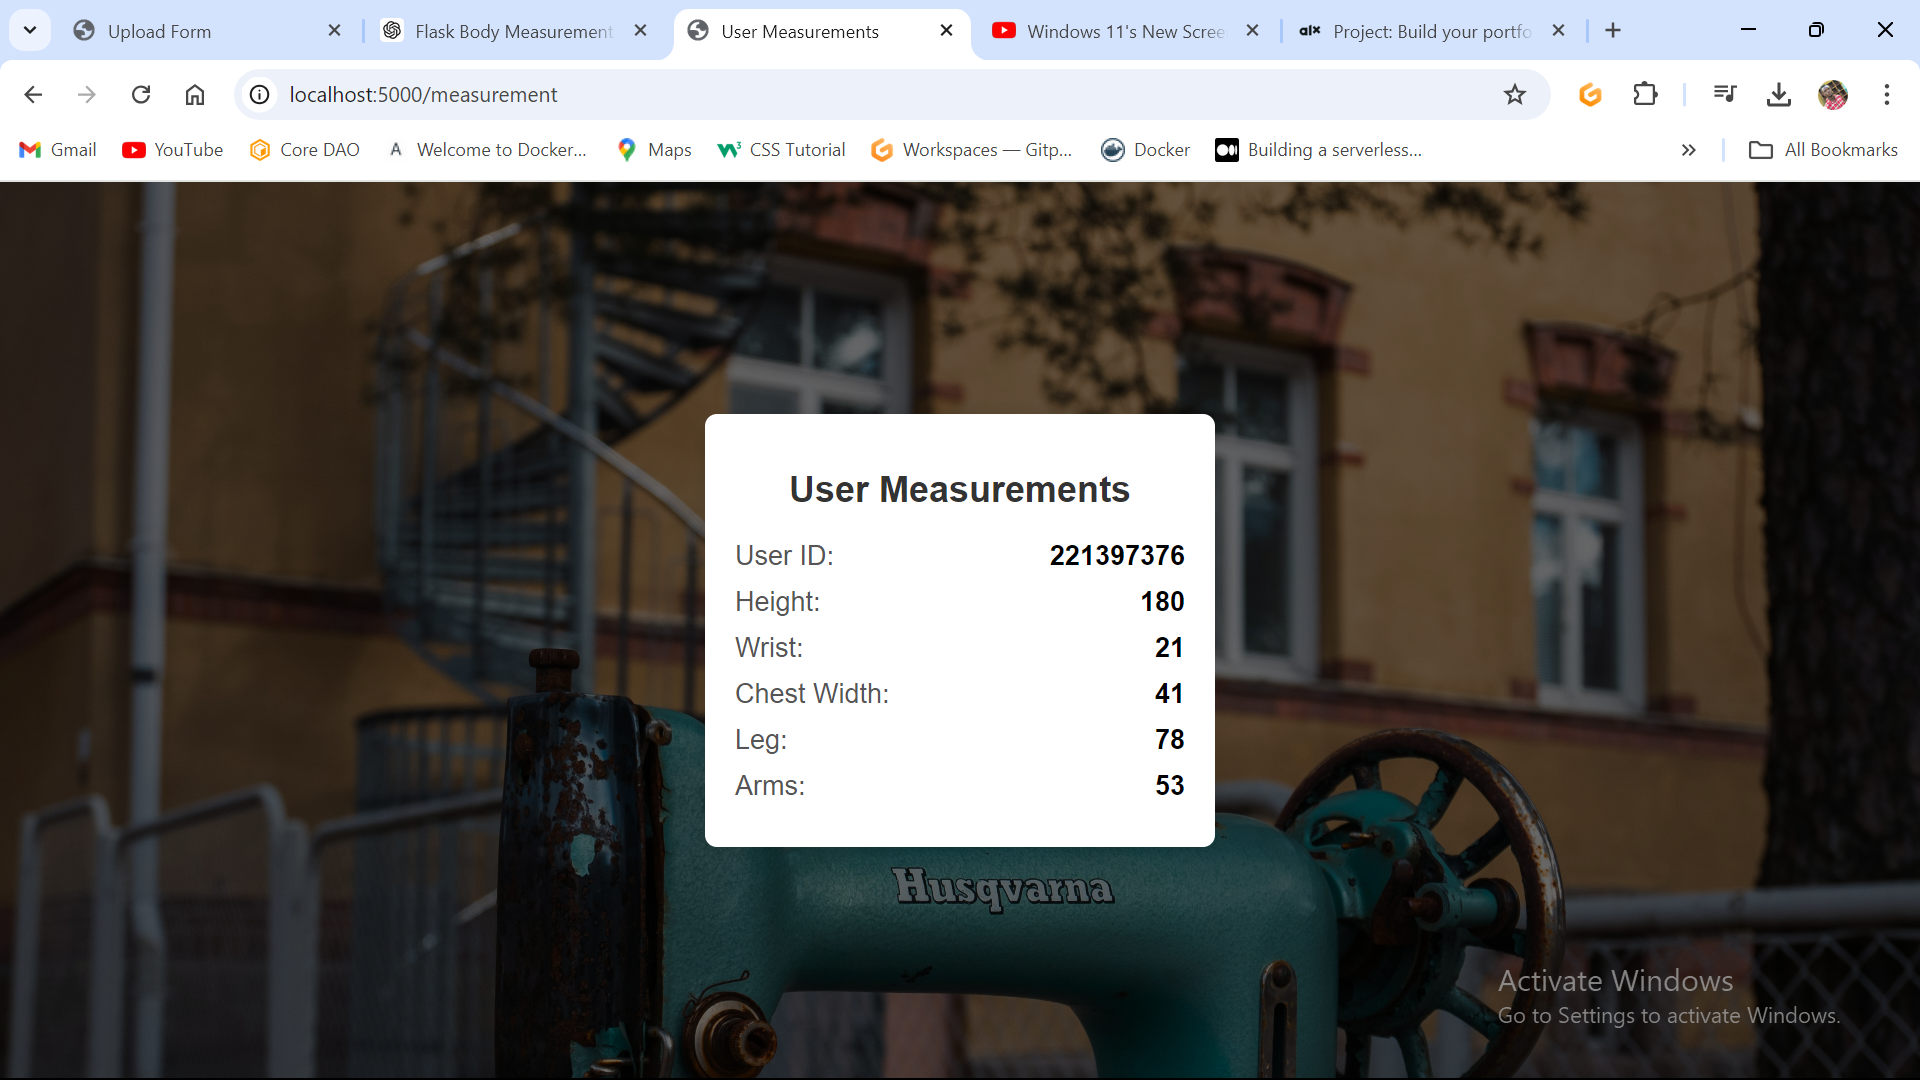 Upload Form
Flask Body Measurement
User Measurements
Windows 11's New Scree
alx Project: Build your portfo
localhost:5000/measurement
Gmail
YouTube
Core DAO
A Welcome to Docker...
Maps
CSS Tutorial
Workspaces — Gitp...
Docker
Building a serverless...
All Bookmarks
User Measurements
User ID: 221397376
Height: 180
Wrist: 21
Chest Width: 41
Leg: 78
Arms: 53
Husqvarna
Activate Windows
Go to Settings to activate Windows.